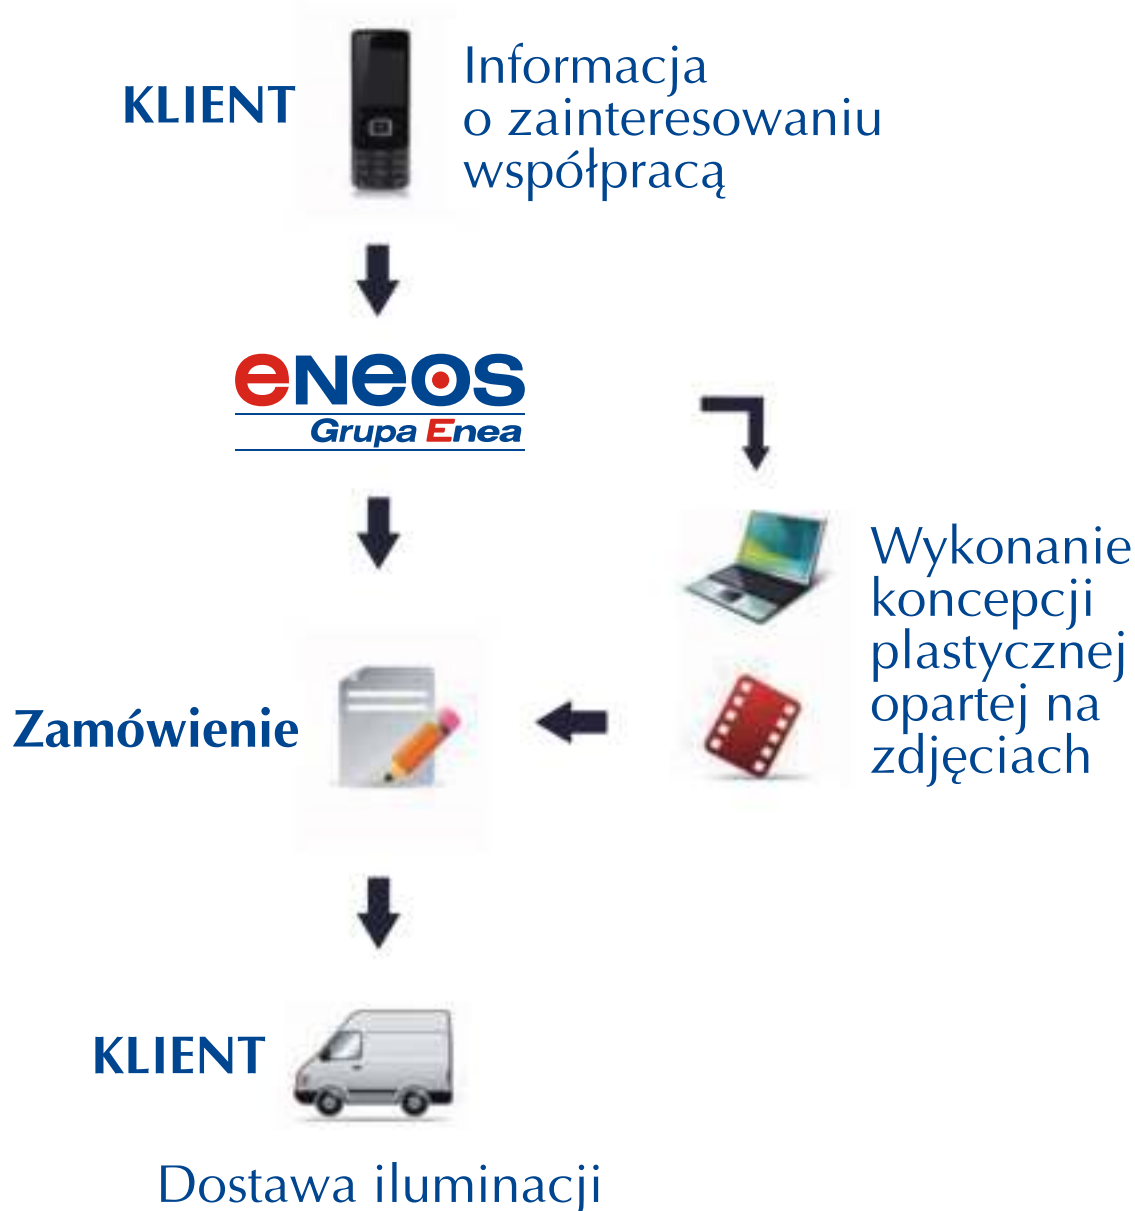 KLIENT
Informacja
o zainteresowaniu
współpracą
eNeos
Grupa Enea
Wykonanie
koncepcji
plastycznej
opartej na
zdjęciach
Zamówienie
KLIENT
Dostawa iluminacji